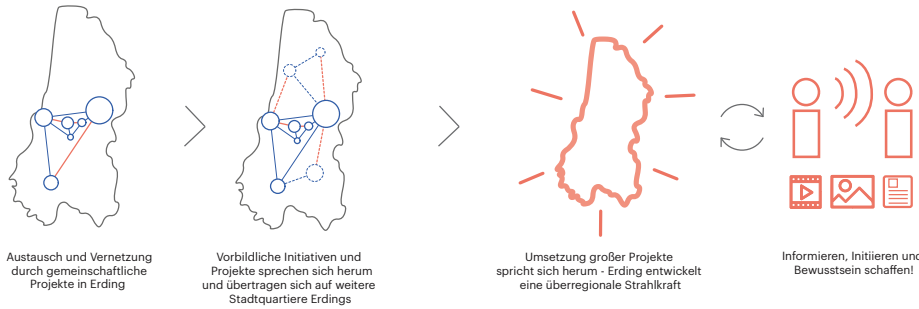 Austausch und Vernetzung
durch gemeinschaftliche
Projekte in Erding
Vorbildliche Initiativen und
Projekte sprechen sich herum
und übertragen sich auf weitere
Stadtquartiere Erdings
Umsetzung großer Projekte
spricht sich herum - Erding entwickelt
eine überregionale Strahlkraft
Informieren, Initiieren und
Bewusstsein schaffen!